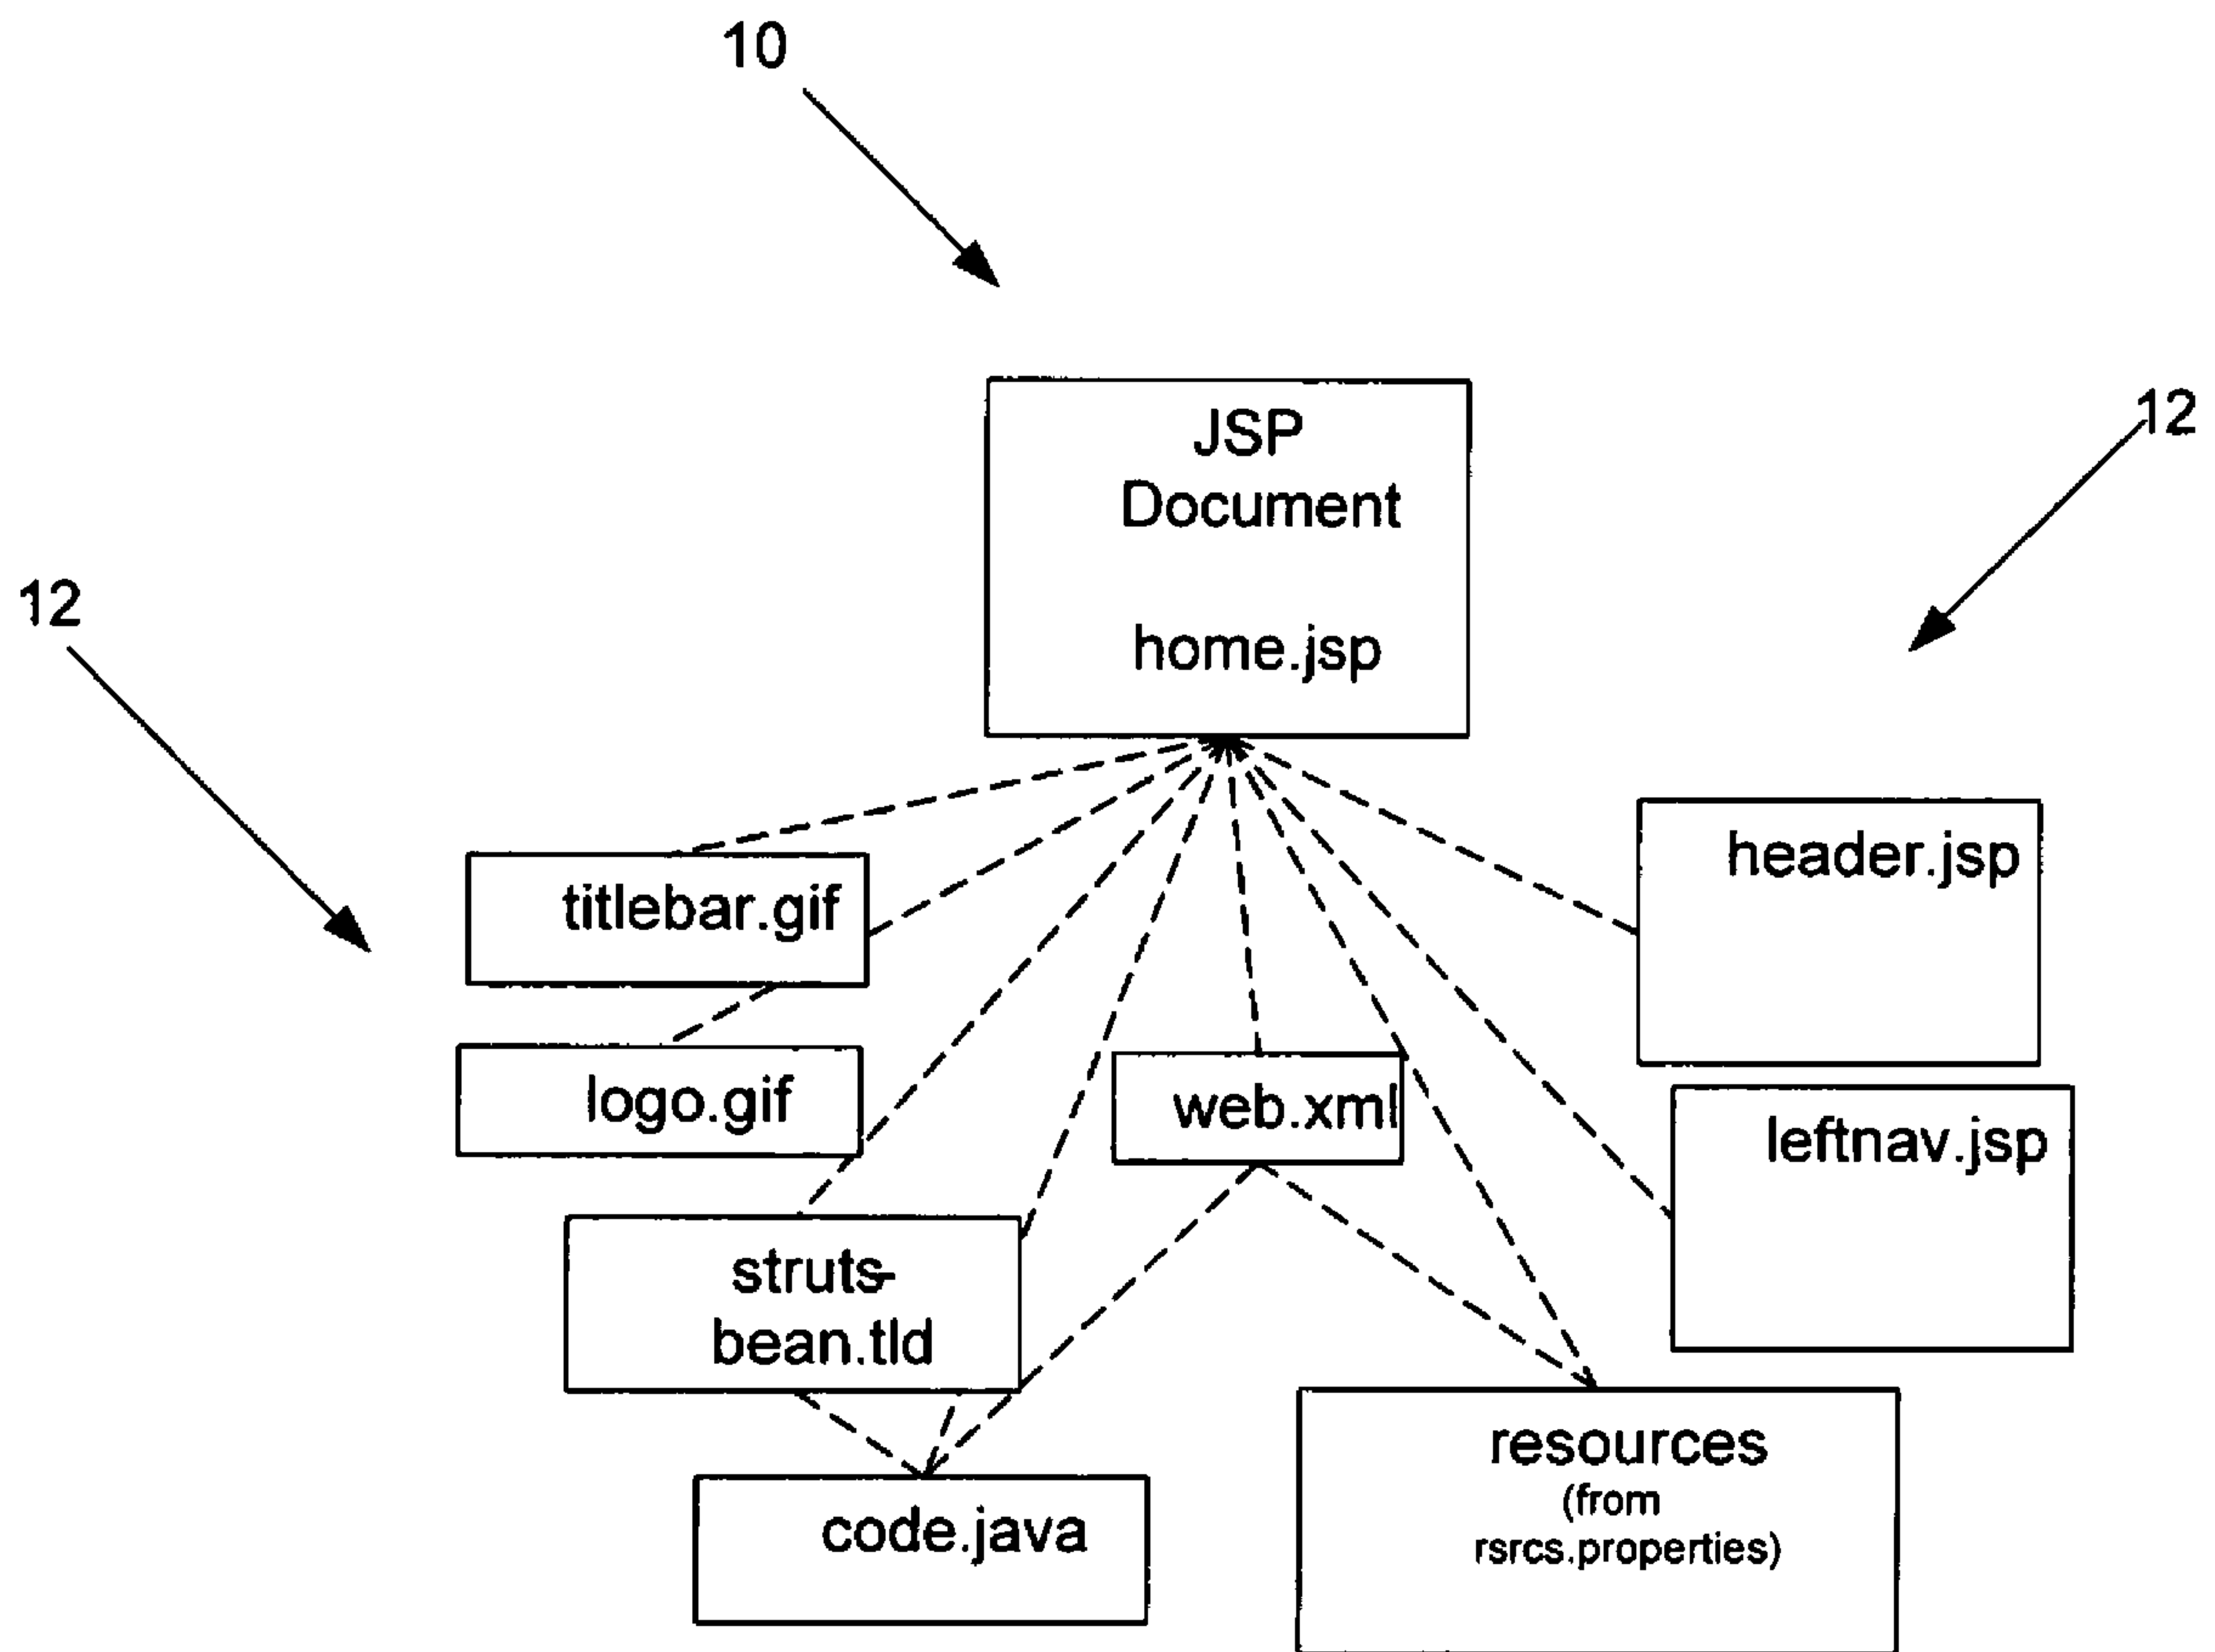 10
12
JSP
Document
home.jsp
12
header.jsp
titlebar.gif
logo.gif
web.xml
leftnav.jsp
struts-
bean.tld
resources
(from
rsrcs.properties)
code.java